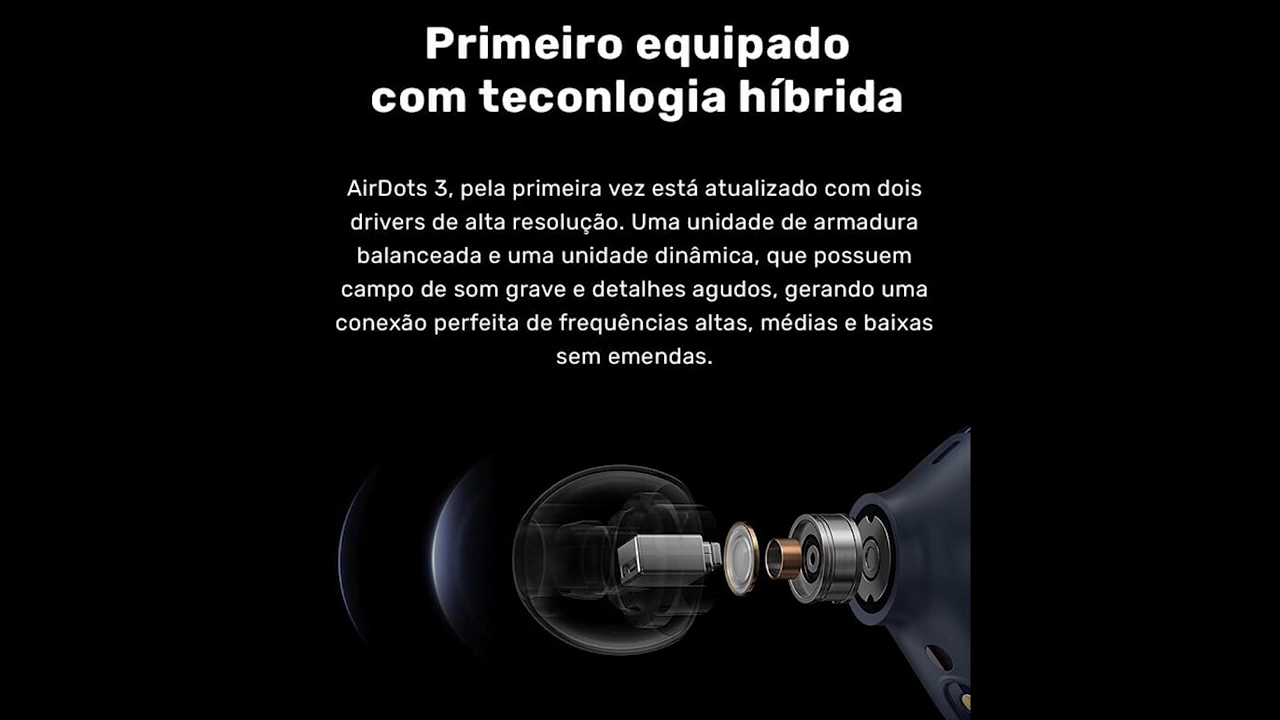 Primeiro equipado
com teconlogia híbrida
AirDots 3, pela primeira vez está atualizado com dois
drivers de alta resolução. Uma unidade de armadura
balanceada e uma unidade dinâmica, que possuem
campo de som grave e detalhes agudos, gerando uma
conexão perfeita de frequências altas, médias e baixas
sem emendas.